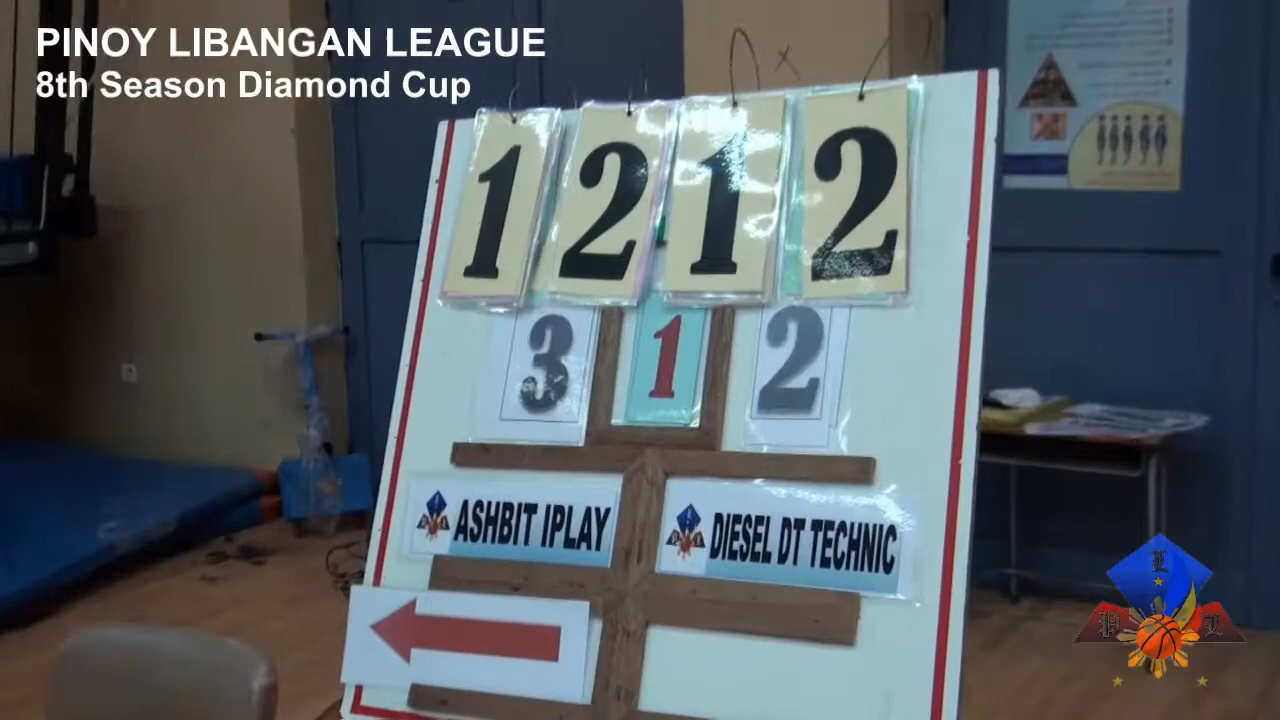 PINOY LIBANGAN LEAGUE
8th Season Diamond Cup
12 12
3 1 2
ASHBIT IPLAY
DIESEL DT TECHNIC
L
P L